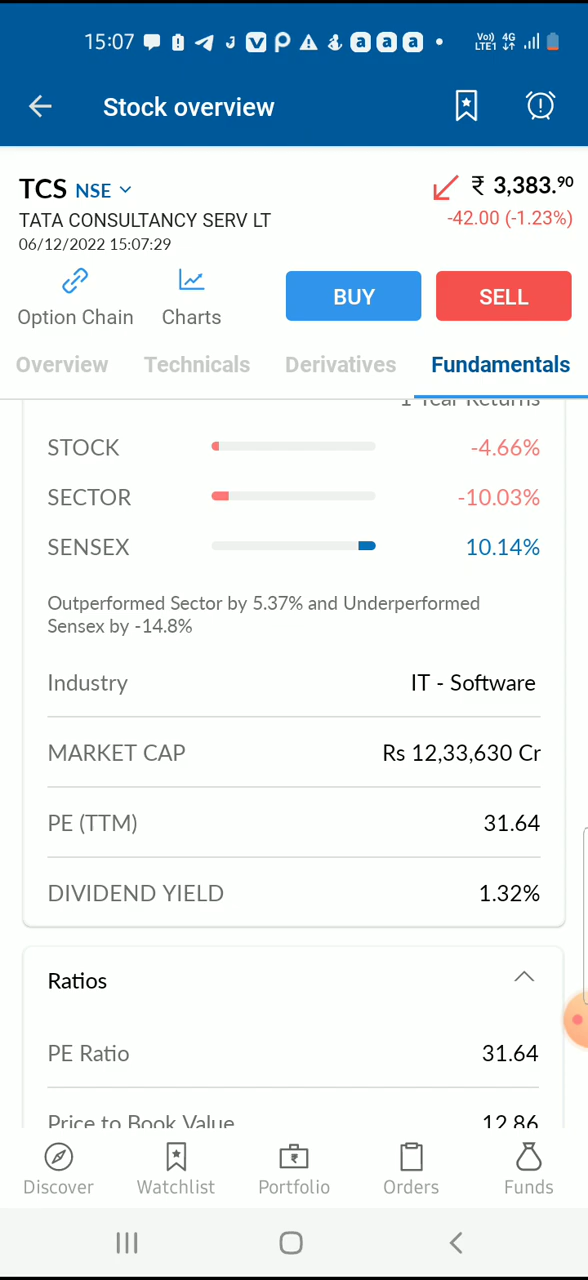 15:07
Vo)) 4G
LTE1
Stock overview
TCS NSE
₹ 3,383.90
TATA CONSULTANCY SERV LT
-42.00 (-1.23%)
06/12/2022 15:07:29
Option Chain
Charts
BUY
SELL
Overview Technicals Derivatives Fundamentals
1 Year Returns
STOCK -4.66%
SECTOR -10.03%
SENSEX 10.14%
Outperformed Sector by 5.37% and Underperformed
Sensex by -14.8%
Industry IT - Software
MARKET CAP Rs 12,33,630 Cr
PE (TTM) 31.64
DIVIDEND YIELD 1.32%
Ratios
PE Ratio 31.64
Price to Book Value 12.86
Discover Watchlist Portfolio Orders Funds